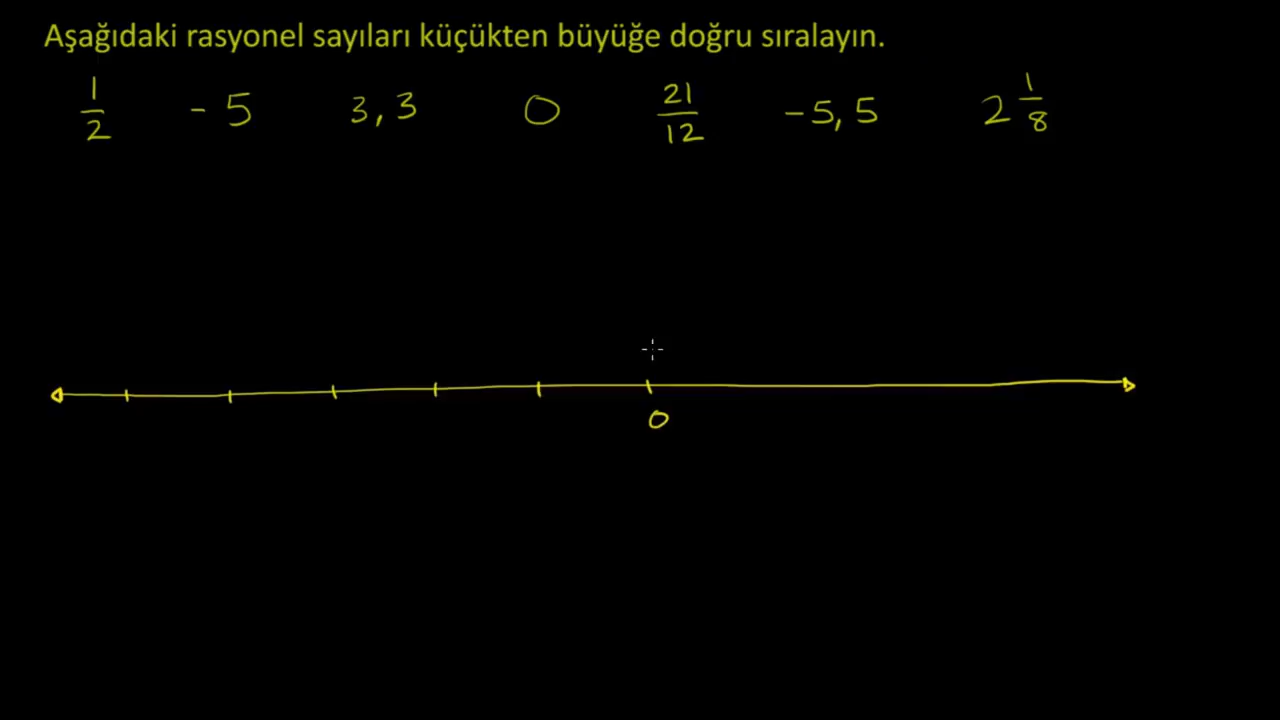 Aşağıdaki rasyonel sayıları küçükten büyüğe doğru sıralayın.
1/2 -5 3,3 0 21/12 -5,5 2 1/8
0